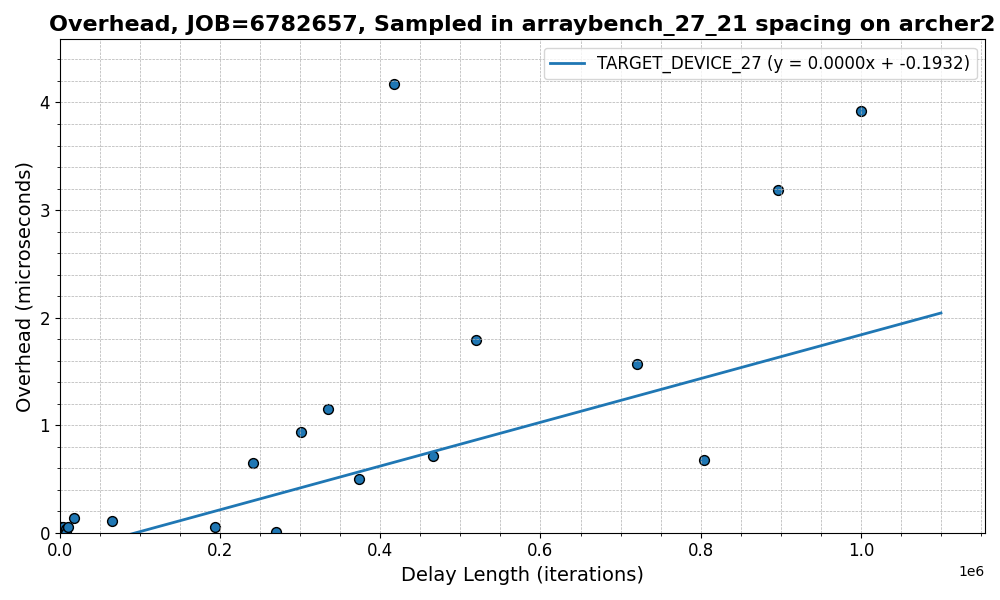 Overhead, JOB=6782657, Sampled in arraybench_27_21 spacing on archer2
TARGET_DEVICE_27 (y = 0.0000x + -0.1932)
Overhead (microseconds)
4
3
2
1
0
0.0 0.2 0.4 0.6 0.8 1.0
1e6
Delay Length (iterations)